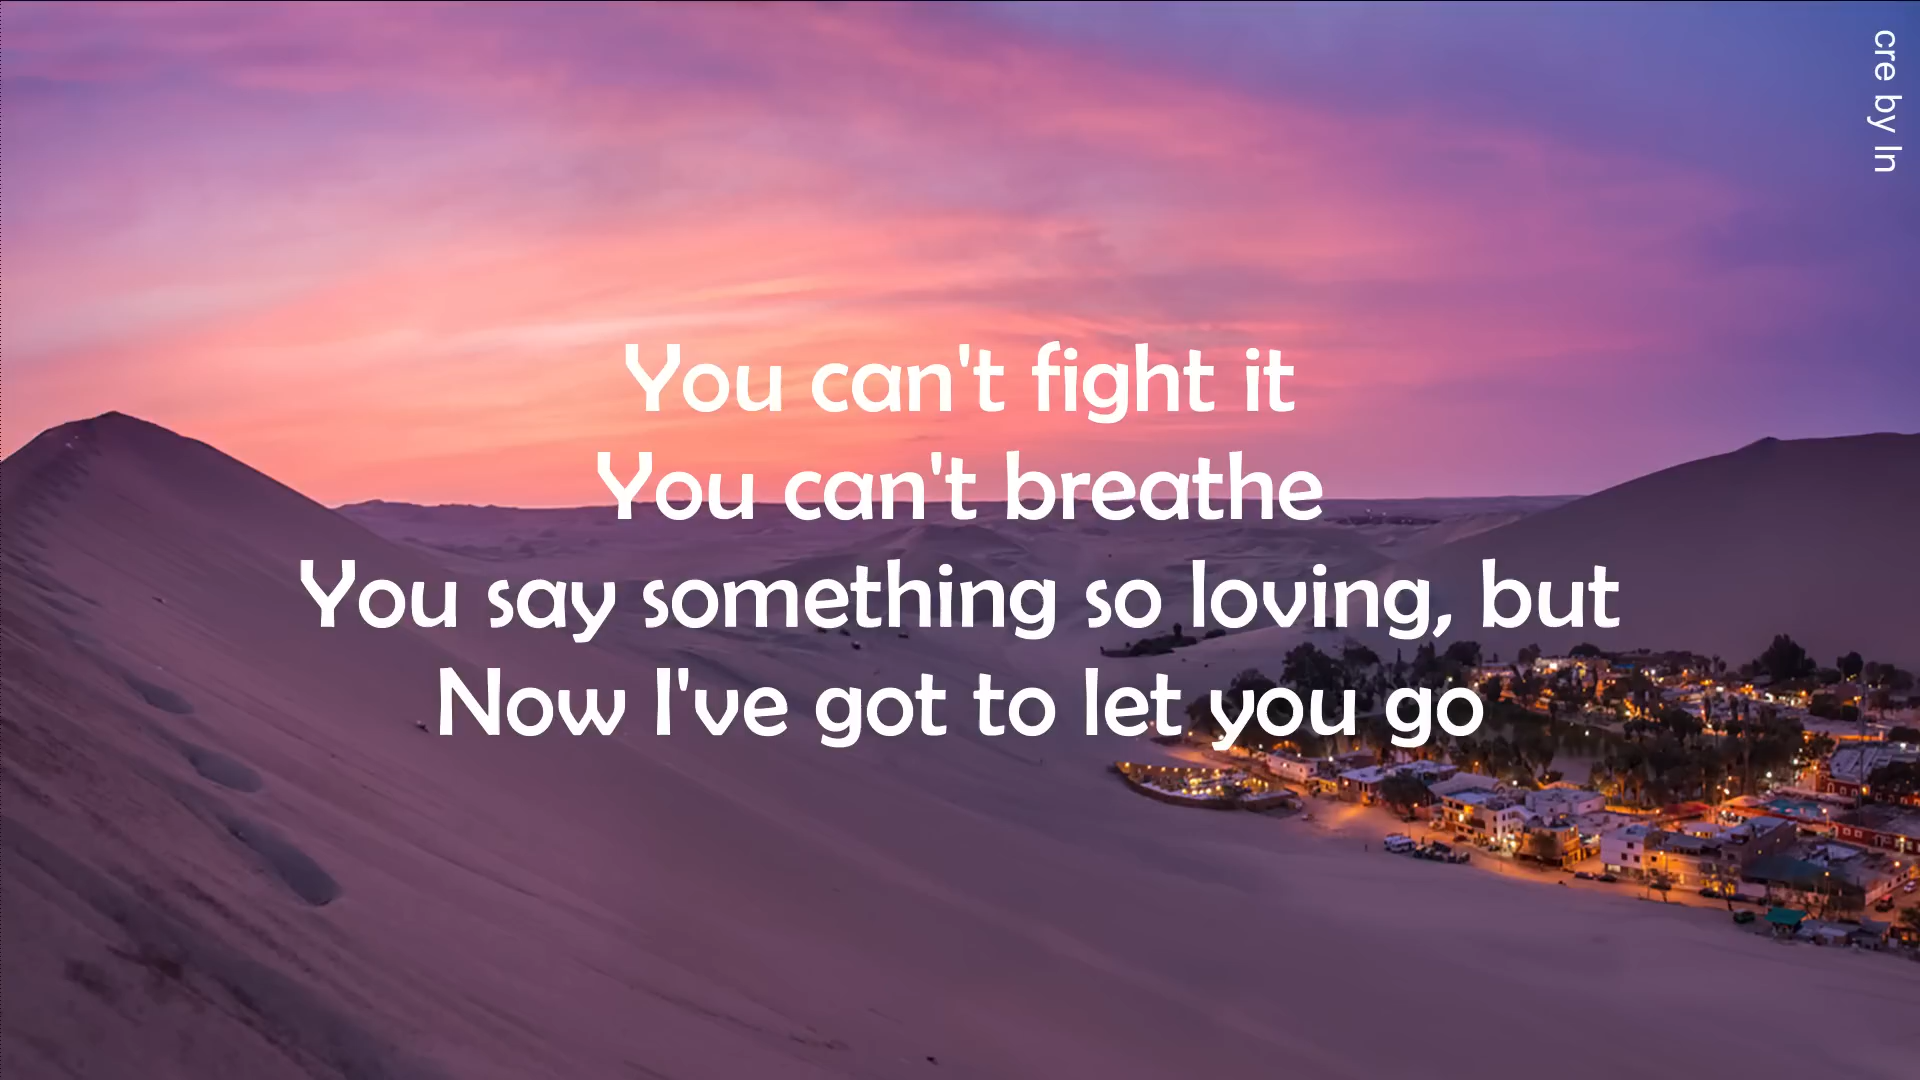 You can't fight it
You can't breathe
You say something so loving, but
Now I've got to let you go
cre by ln